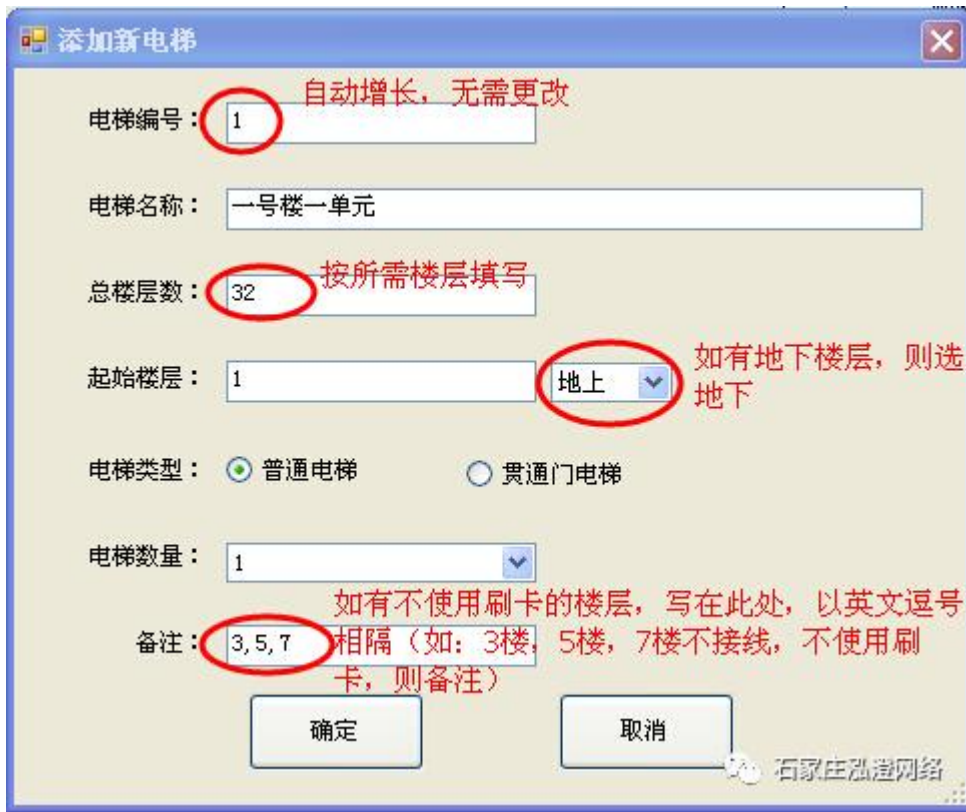 添加新电梯
自动增长，无需更改
电梯编号：1
电梯名称：一号楼一单元
按所需楼层填写
总楼层数：32
如有地下楼层，则选
地下
起始楼层：1 地上
电梯类型：普通电梯 贯通门电梯
电梯数量：1
如有不使用刷卡的楼层，写在此处，以英文逗号
备注：3,5,7 相隔（如：3楼，5楼，7楼不接线，不使用刷
卡，则备注）
确定 取消
石家庄泓澄网络